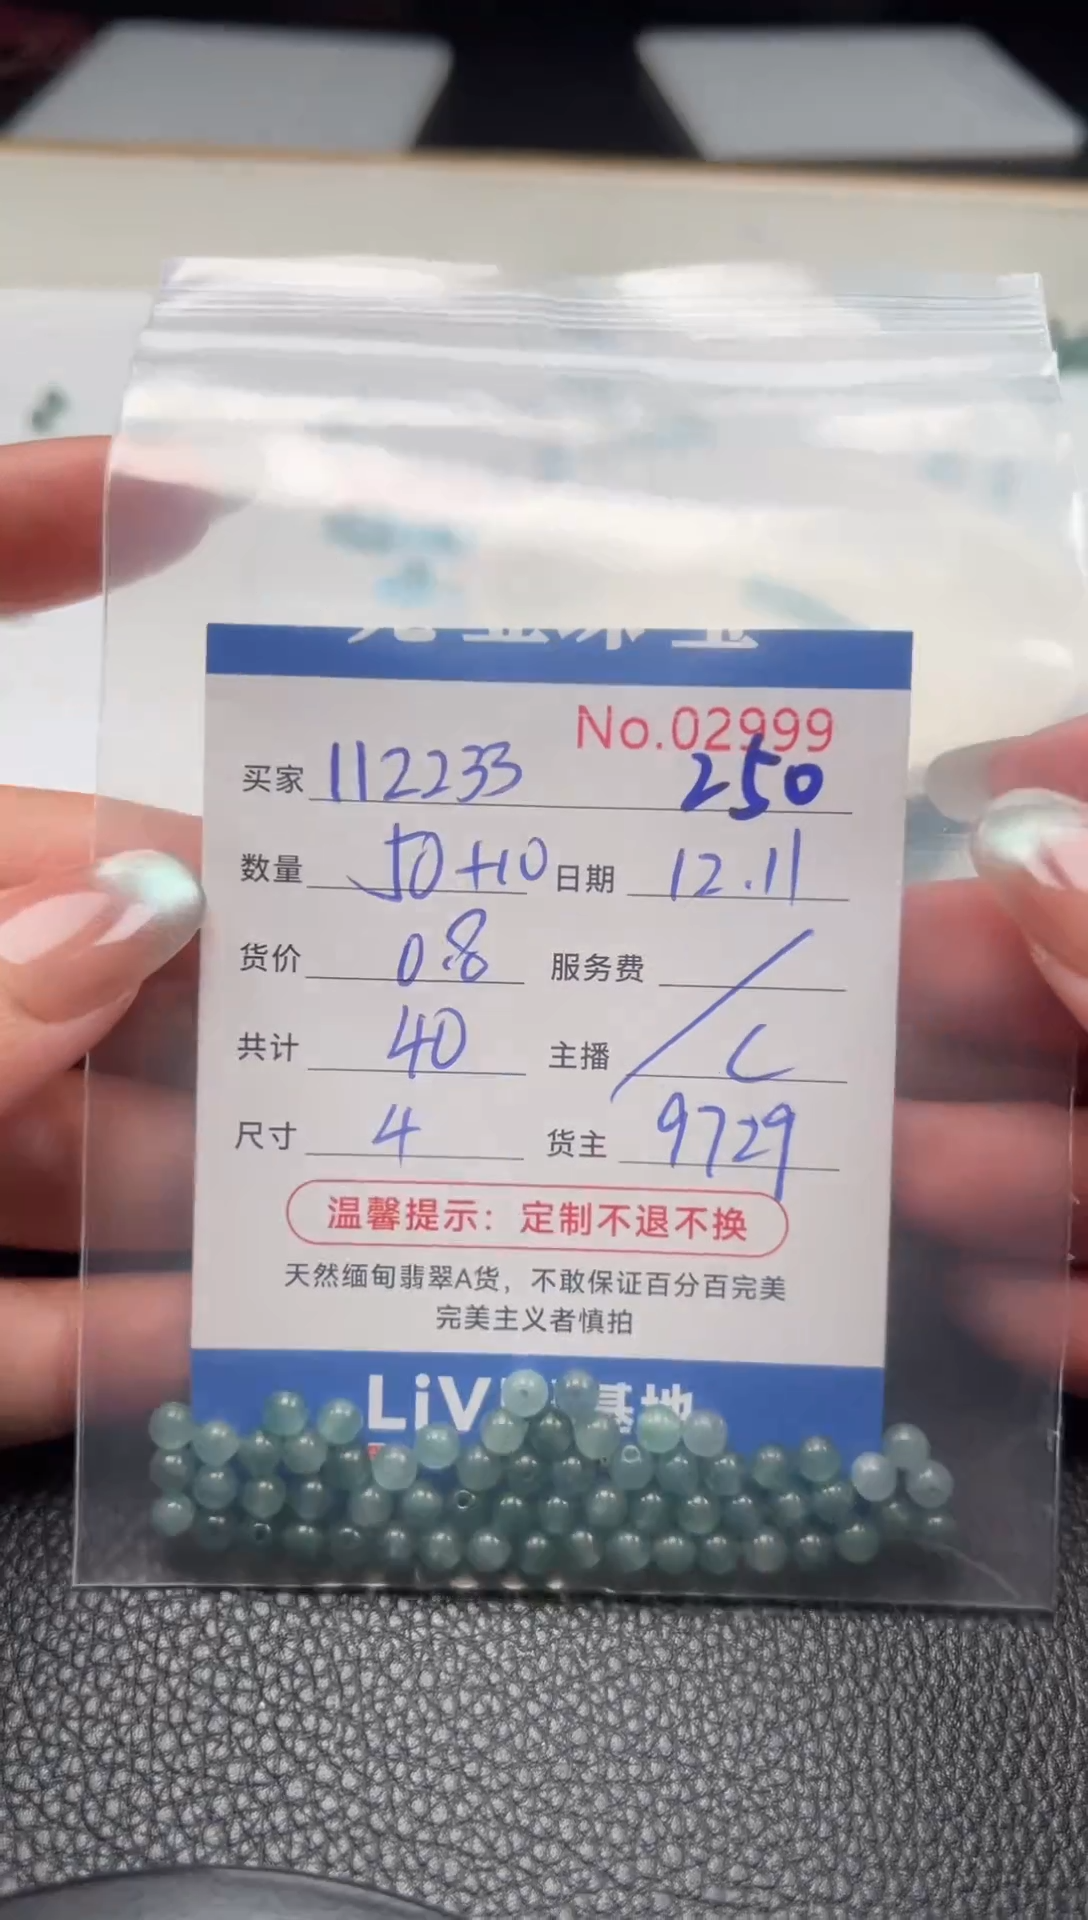 No.02999
买家 112233 250
数量 50+10 日期 12.11
货价 0.8 服务费 /
共计 40 主播 C
尺寸 4 货主 9729
温馨提示：定制不退不换
天然缅甸翡翠A货，不敢保证百分百完美
完美主义者慎拍
LiV 基地